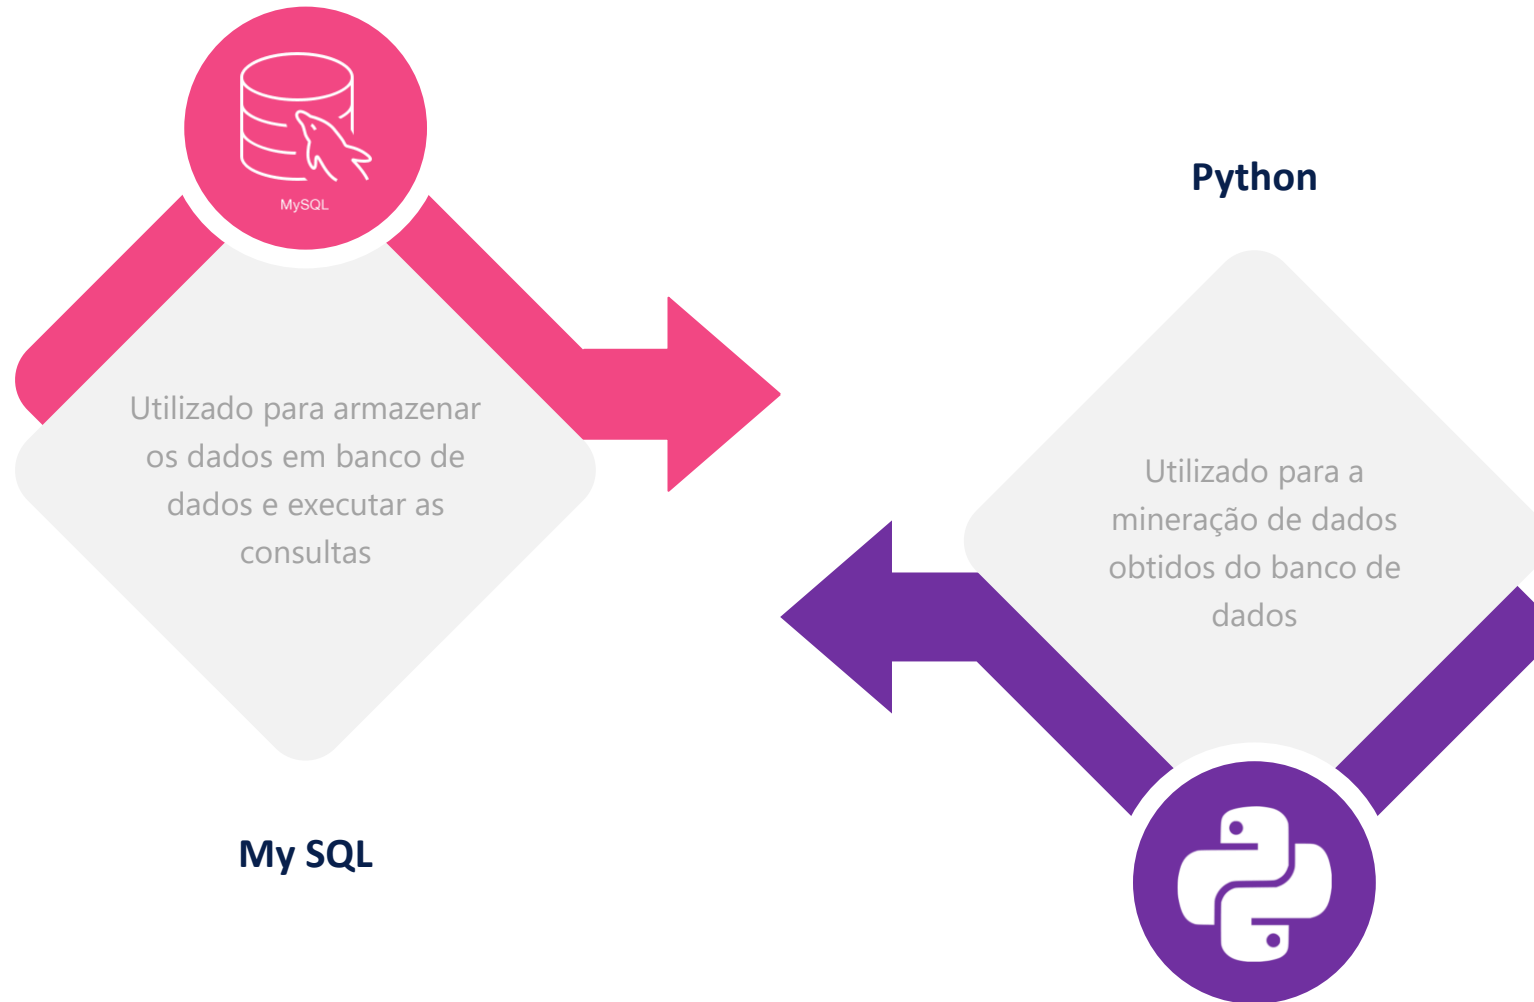 MySQL
Utilizado para armazenar
os dados em banco de
dados e executar as
consultas
My SQL
Python
Utilizado para a
mineração de dados
obtidos do banco de
dados